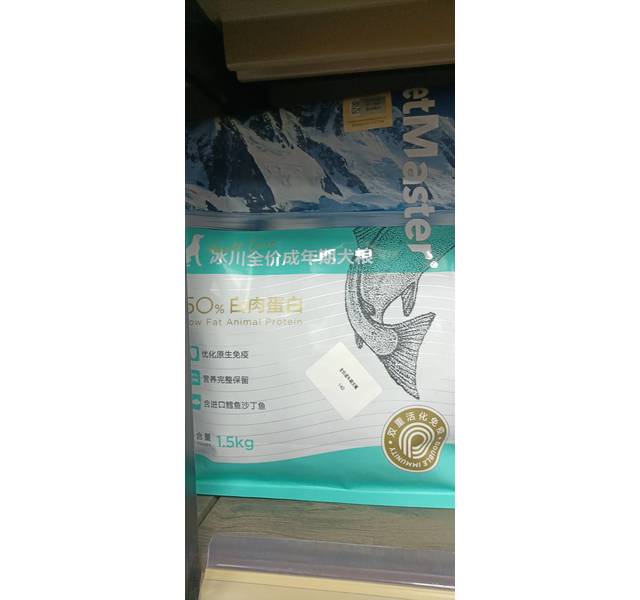 etMaster
冰川全价成年期犬粮
50% 白肉蛋白
ow Fat Animal Protein
优化原生免疫
营养完整保留
含进口鳕鱼沙丁鱼
含量 1.5kg
140
双重活化免疫
DOUBLE IMMUNITY